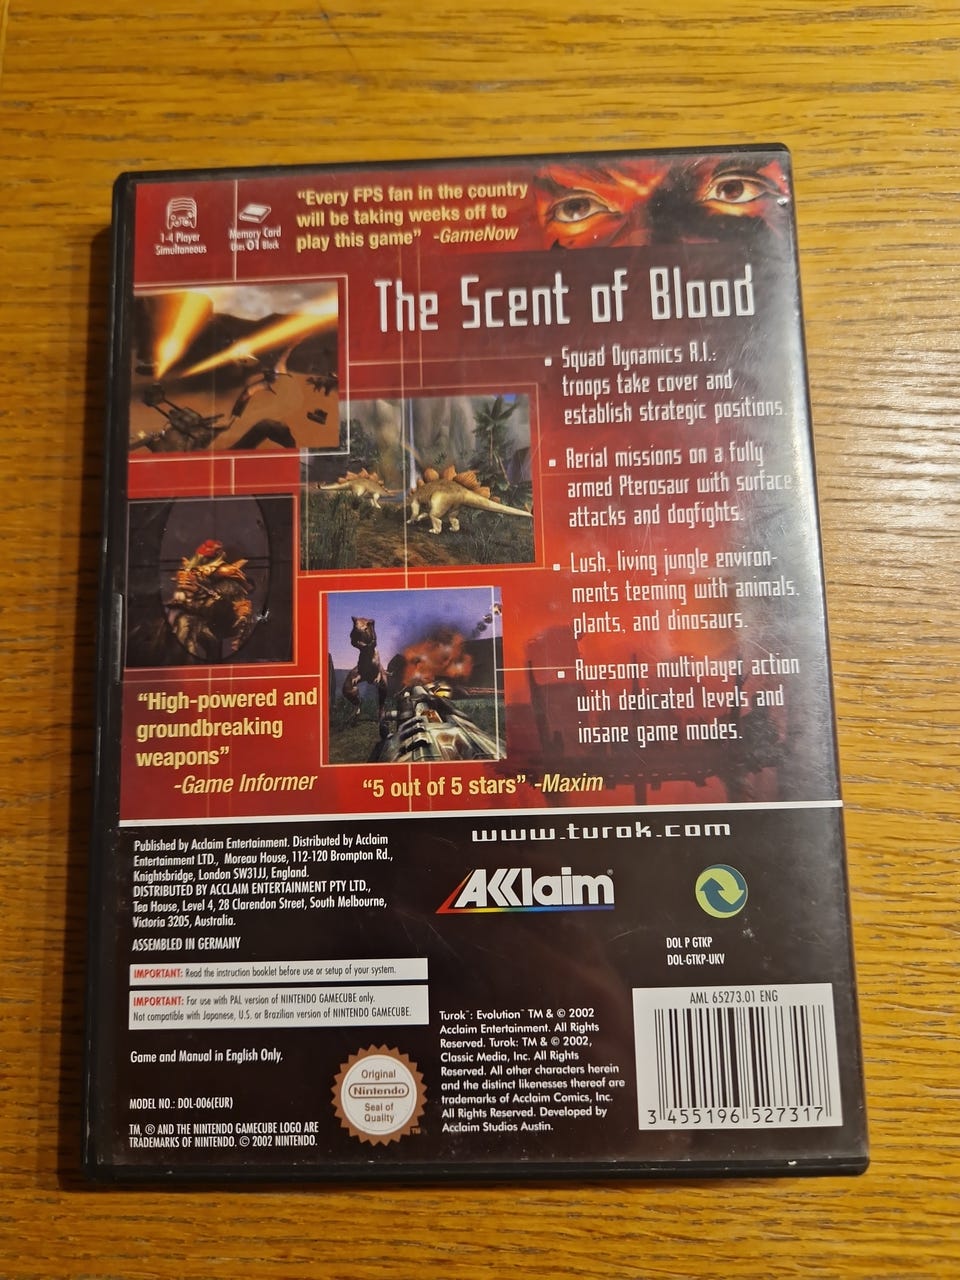 1-4 Player
Simultaneous
Memory Card
Uses 01 Block
“Every FPS fan in the country
will be taking weeks off to
play this game” -GameNow
The Scent of Blood
• Squad Dynamics A.I.:
troops take cover and
establish strategic positions.
• Aerial missions on a fully
armed Pterosaur with surface
attacks and dogfights.
• Lush, living jungle environ-
ments teeming with animals,
plants, and dinosaurs.
• Awesome multiplayer action
with dedicated levels and
insane game modes.
“High-powered and
groundbreaking
weapons”
-Game Informer
“5 out of 5 stars” -Maxim
www.turok.com
Published by Acclaim Entertainment. Distributed by Acclaim
Entertainment LTD., Moreau House, 112-120 Brompton Rd.,
Knightsbridge, London SW31JJ, England.
DISTRIBUTED BY ACCLAIM ENTERTAINMENT PTY LTD.,
Tea House, Level 4, 28 Clarendon Street, South Melbourne,
Victoria 3205, Australia.
ASSEMBLED IN GERMANY
AKKlaim®
DOL P GTKP
DOL-GTKP-UKV
IMPORTANT: Read the instruction booklet before use or setup of your system.
IMPORTANT: For use with PAL version of NINTENDO GAMECUBE only.
Not compatible with Japanese, U.S. or Brazilian version of NINTENDO GAMECUBE.
Game and Manual in English Only.
MODEL NO.: DOL-006(EUR)
TM, ® AND THE NINTENDO GAMECUBE LOGO ARE
TRADEMARKS OF NINTENDO. © 2002 NINTENDO.
Original
Nintendo
Seal of
Quality
TM
Turok™: Evolution™ TM & © 2002
Acclaim Entertainment. All Rights
Reserved. Turok: TM & © 2002,
Classic Media, Inc. All Rights
Reserved. All other characters herein
and the distinct likenesses thereof are
trademarks of Acclaim Comics, Inc.
All Rights Reserved. Developed by
Acclaim Studios Austin.
AML 65273.01 ENG
3 455196 527317